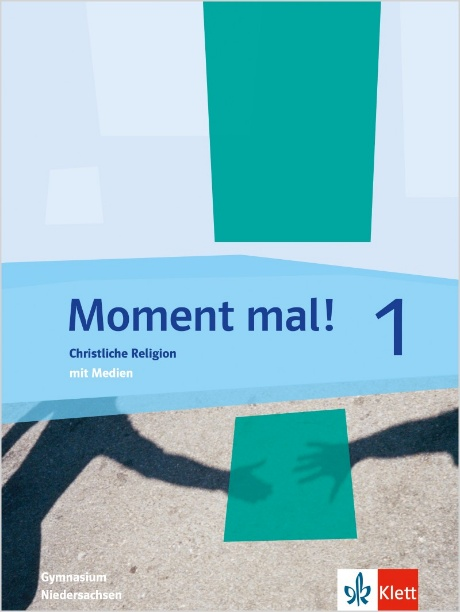 Moment mal! 1
Christliche Religion
mit Medien
Gymnasium
Niedersachsen
Klett